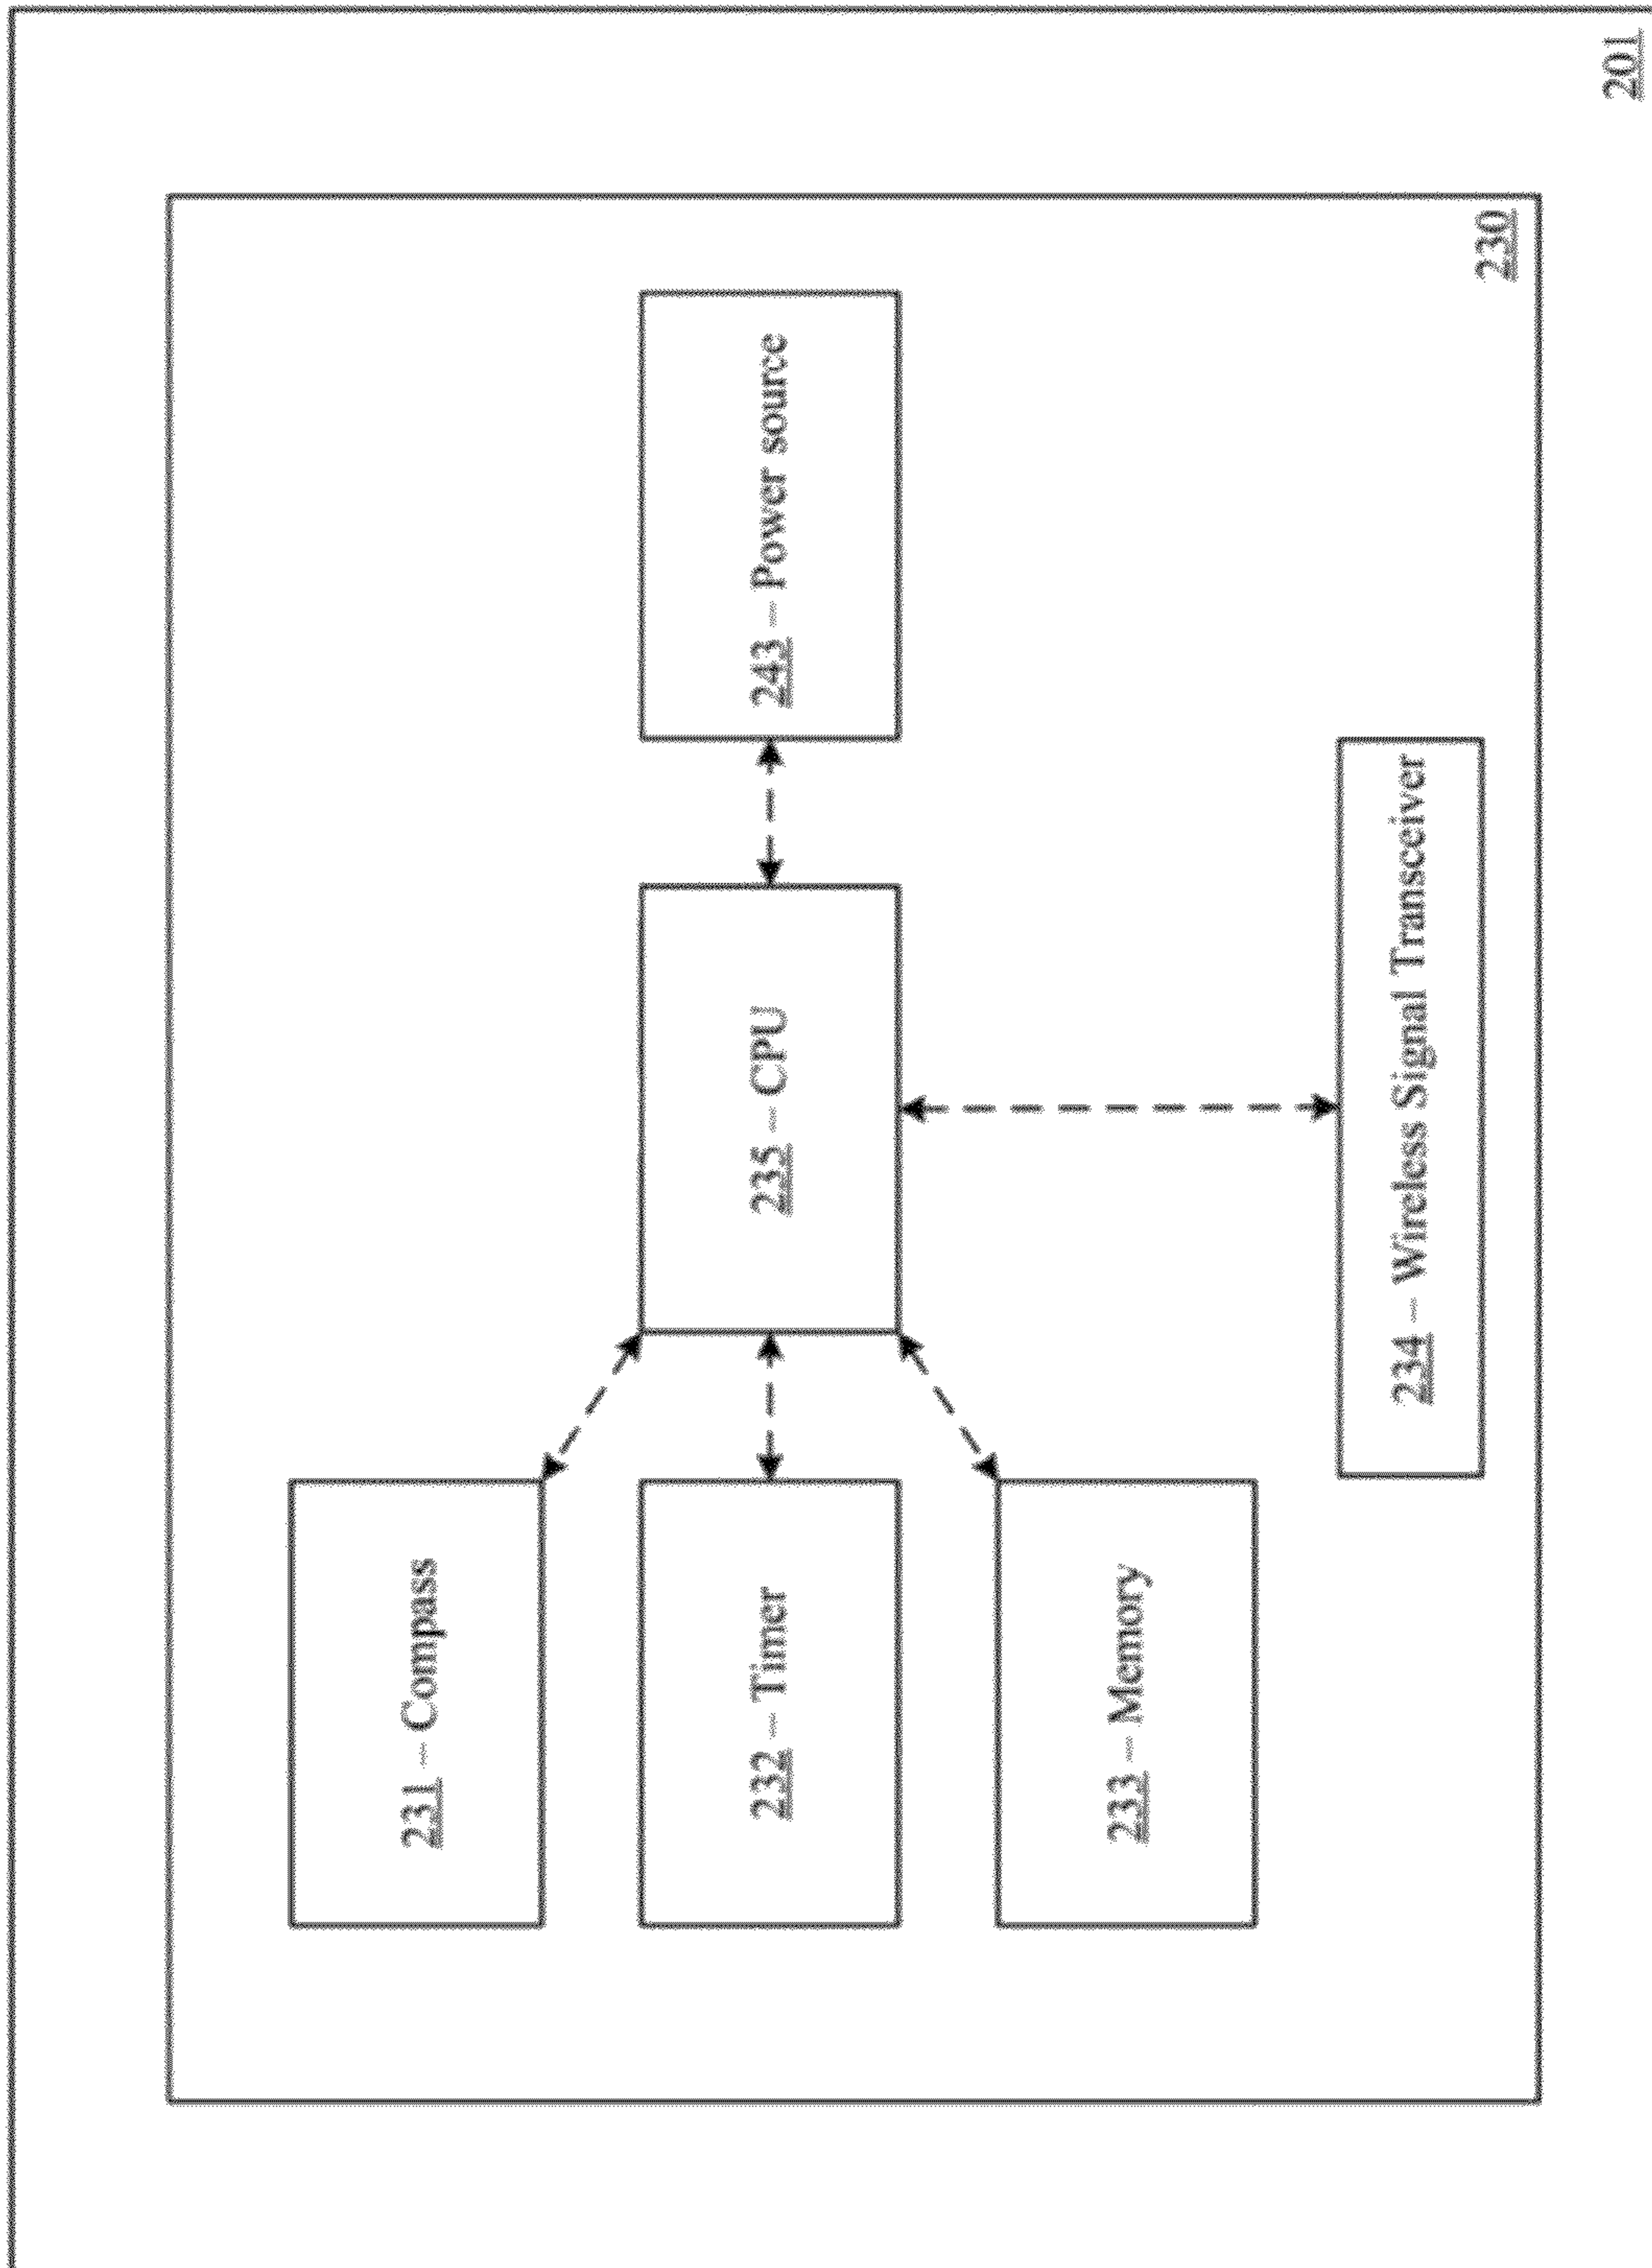 231 – Compass
232 – Timer
233 – Memory
235 – CPU
243 – Power source
234 – Wireless Signal Transceiver
230
201